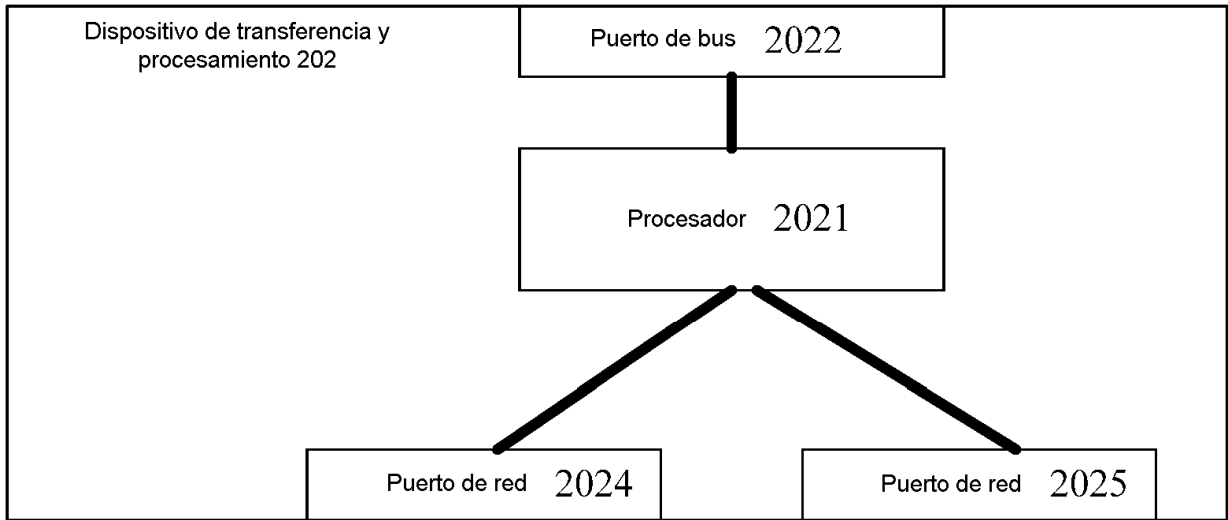 Dispositivo de transferencia y
procesamiento 202
Puerto de bus 2022
Procesador 2021
Puerto de red 2024
Puerto de red 2025